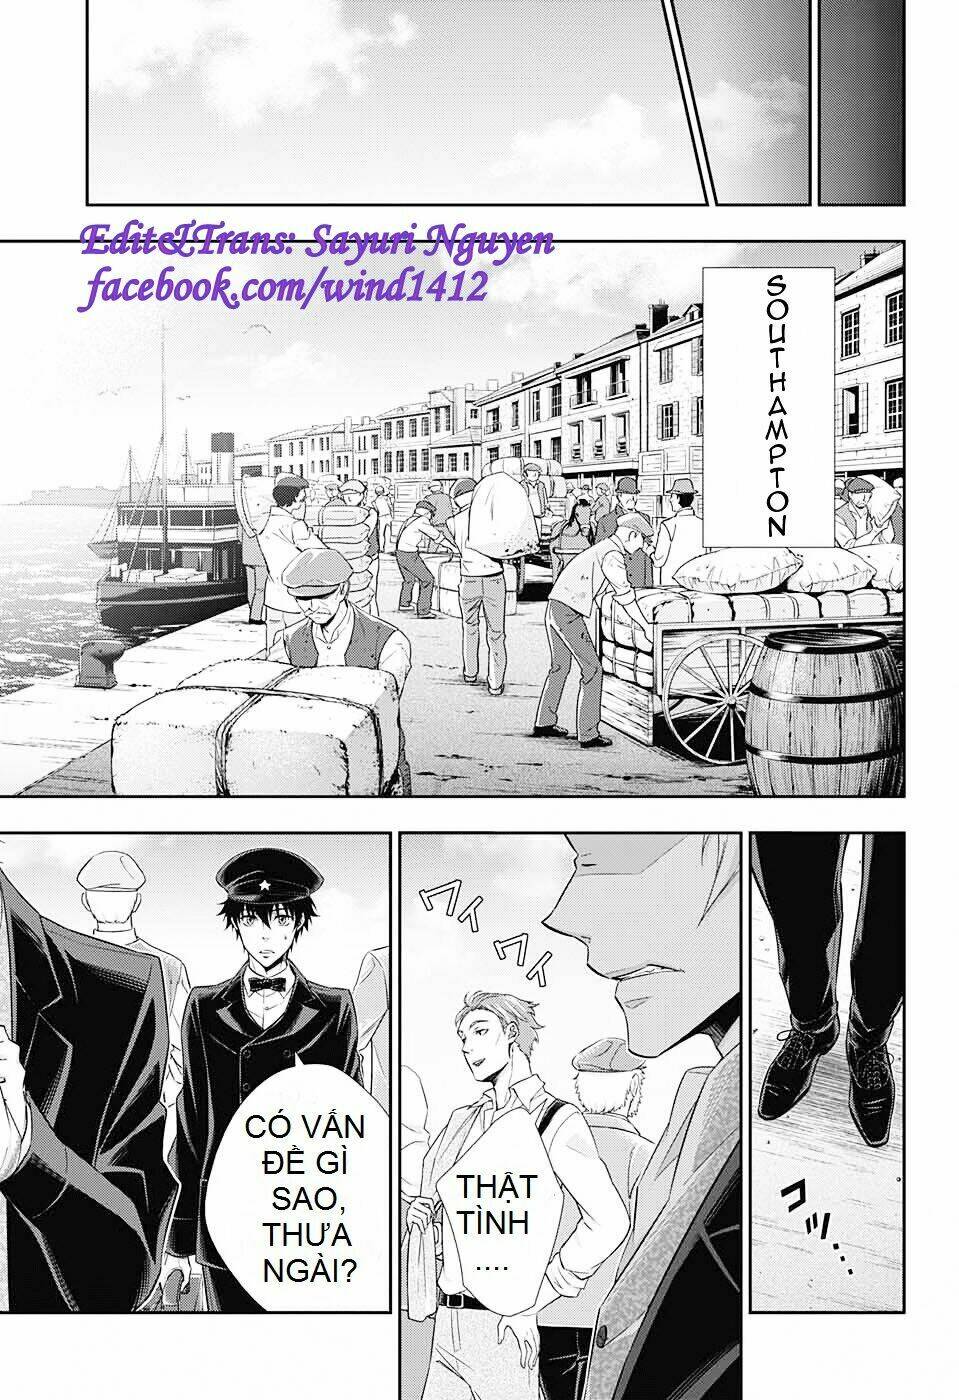 Edit&Trans: Sayuri Nguyen
facebook.com/wind1412
SOUTHAMPTON
コッ…
ワイ
ワイ
THẬT
TÌNH
....
CÓ VẤN
ĐỀ GÌ
SAO,
THƯA
NGÀI?